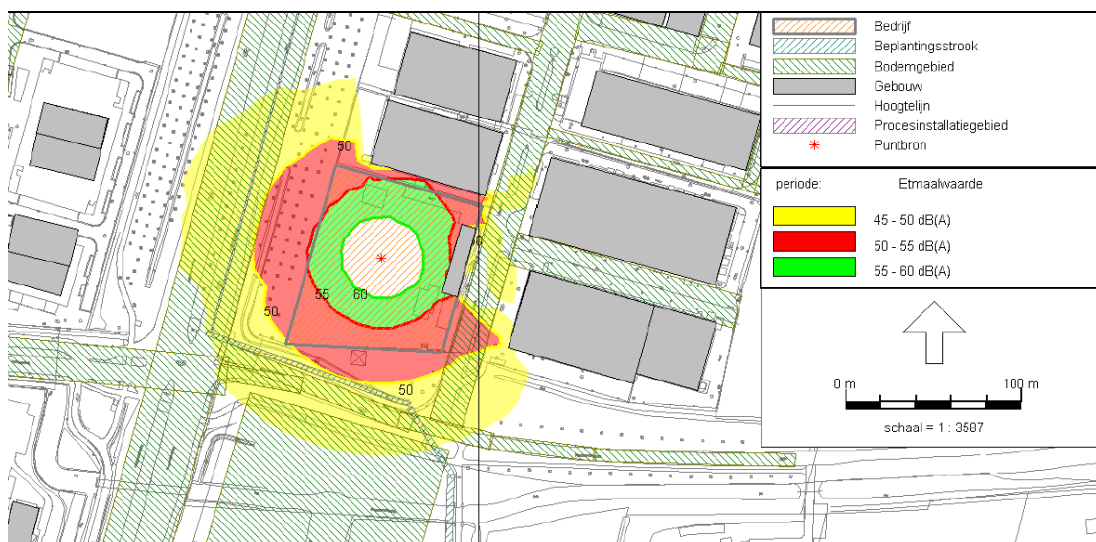 Bedrijf
Beplantingsstrook
Bodemgebied
Gebouw
Hoogtelijn
Procesinstallatiegebied
Puntbron
periode: Etmaalwaarde
45 - 50 dB(A)
50 - 55 dB(A)
55 - 60 dB(A)
0 m 100 m
schaal = 1 : 3587
50
55
60
50
50